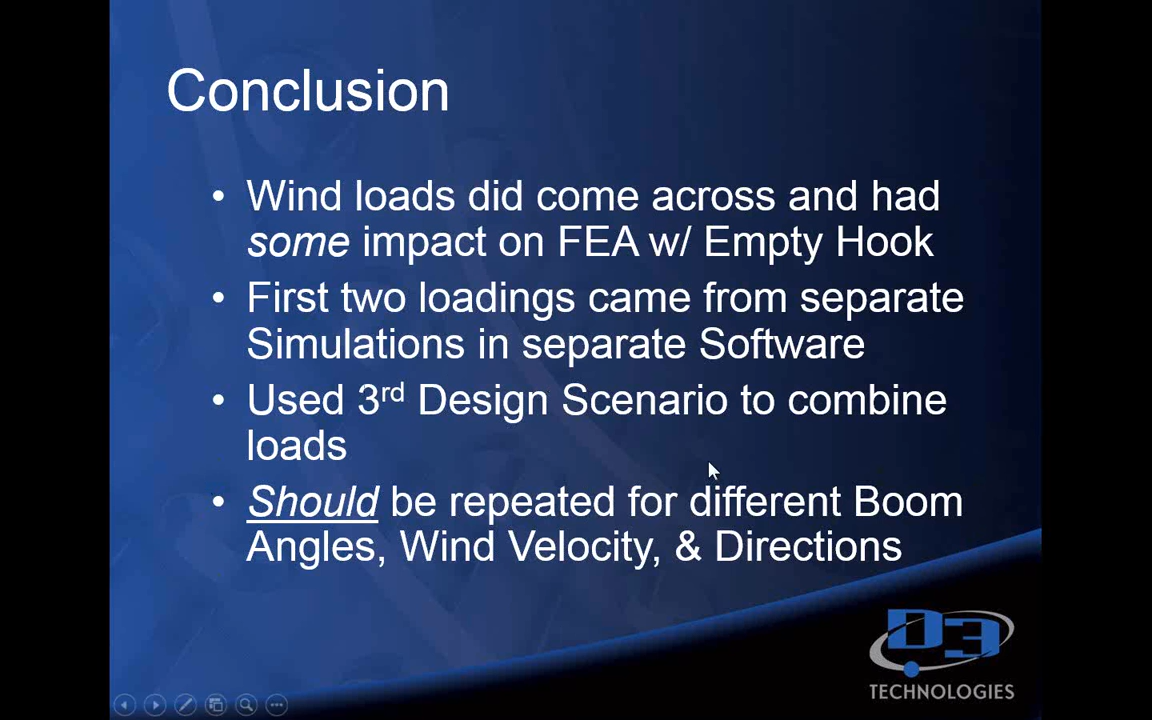 Conclusion
• Wind loads did come across and had
some impact on FEA w/ Empty Hook
• First two loadings came from separate
Simulations in separate Software
• Used 3rd Design Scenario to combine
loads
• Should be repeated for different Boom
Angles, Wind Velocity, & Directions
D3
TECHNOLOGIES